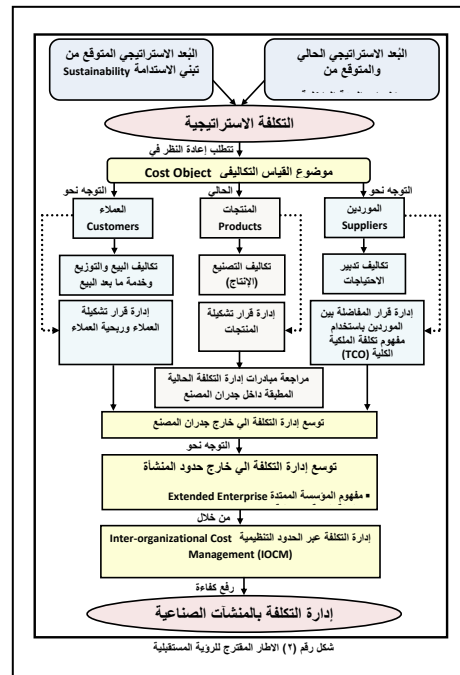 البُعد الاستراتيجي الحالي
والمتوقع من
البُعد الاستراتيجي المتوقع من
تبني الاستدامة Sustainability
التكلفة الاستراتيجية
تتطلب إعادة النظر في
موضوع القياس التكاليفى Cost Object
التوجه نحو
الحالي
التوجه نحو
الموردين
Suppliers
المنتجات
Products
العملاء
Customers
تكاليف تدبير
الاحتياجات
تكاليف التصنيع
(الإنتاج)
تكاليف البيع والتوزيع
وخدمة ما بعد البيع
إدارة قرار المفاضلة بين
الموردين باستخدام
مفهوم تكلفة الملكية
الكلية (TCO)
إدارة قرار تشكيلة
المنتجات
إدارة قرار تشكيلة
العملاء وربحية العملاء
مراجعة مبادرات إدارة التكلفة الحالية
المطبقة داخل جدران المصنع
توسع إدارة التكلفة الي خارج جدران المصنع
التوجه نحو
توسع إدارة التكلفة الي خارج حدود المنشأة
▪ مفهوم المؤسسة الممتدة Extended Enterprise
من خلال
إدارة التكلفة عبر الحدود التنظيمية Inter-organizational Cost
Management (IOCM)
رفع كفاءة
إدارة التكلفة بالمنشآت الصناعية
شكل رقم (٢) الاطار المقترح للرؤية المستقبلية